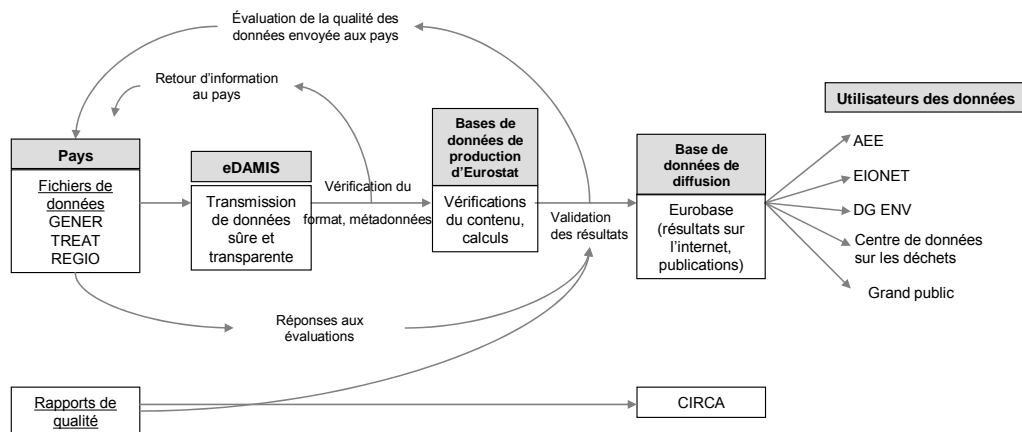 Évaluation de la qualité des
données envoyée aux pays
Retour d'information
au pays
Utilisateurs des données
Pays
Fichiers de
données
GENER
TREAT
REGIO
eDAMIS
Transmission
de données
sûre et
transparente
Vérification du
format, métadonnées
Bases de
données de
production
d'Eurostat
Vérifications
du contenu,
calculs
Validation
des résultats
Base de
données de
diffusion
Eurobase
(résultats sur
l'internet,
publications)
AEE
EIONET
DG ENV
Centre de données
sur les déchets
Grand public
Réponses aux
évaluations
Rapports de
qualité
CIRCA